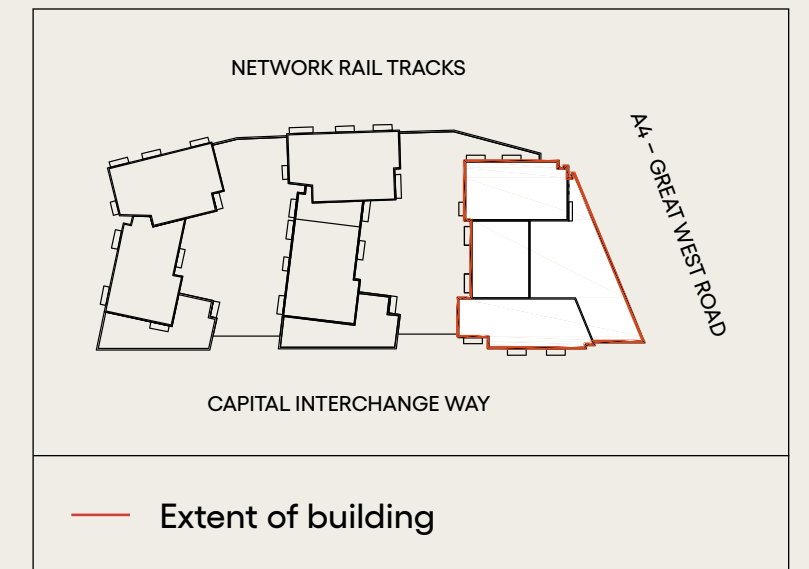 NETWORK RAIL TRACKS
A4 – GREAT WEST ROAD
CAPITAL INTERCHANGE WAY
Extent of building